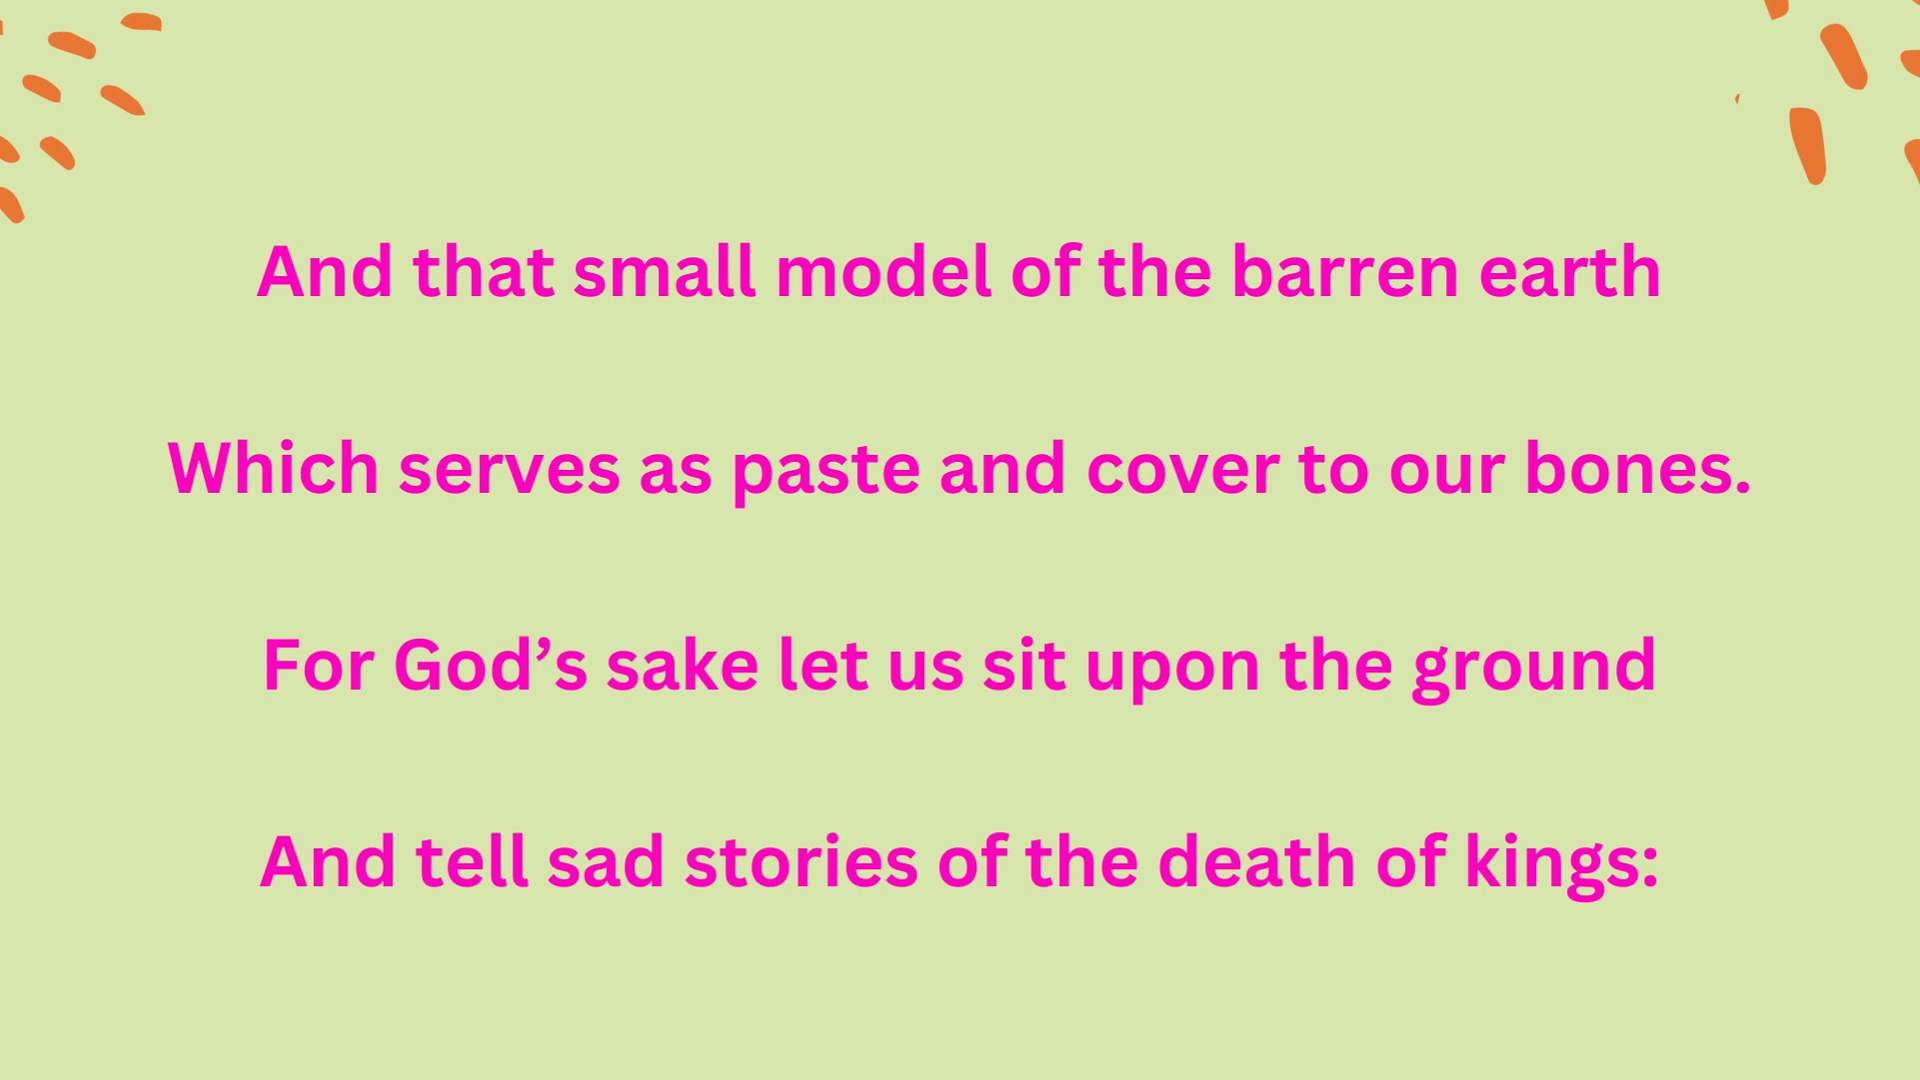 And that small model of the barren earth
Which serves as paste and cover to our bones.
For God’s sake let us sit upon the ground
And tell sad stories of the death of kings: